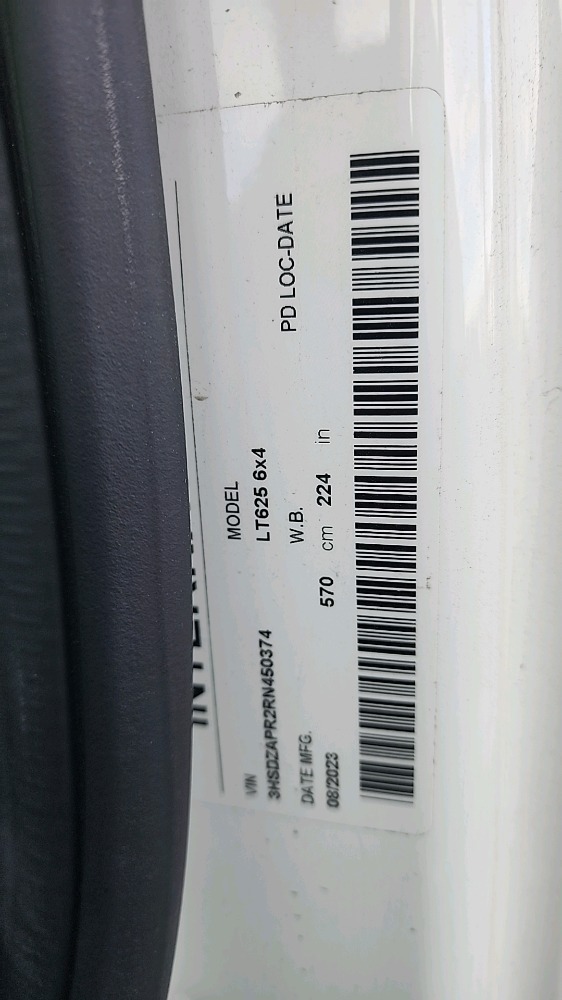 VIN
3HSDZAPR2RN450374
MODEL
LT625 6x4
DATE MFG.
08/2023
W.B.
570 cm 224 in
PD LOC-DATE